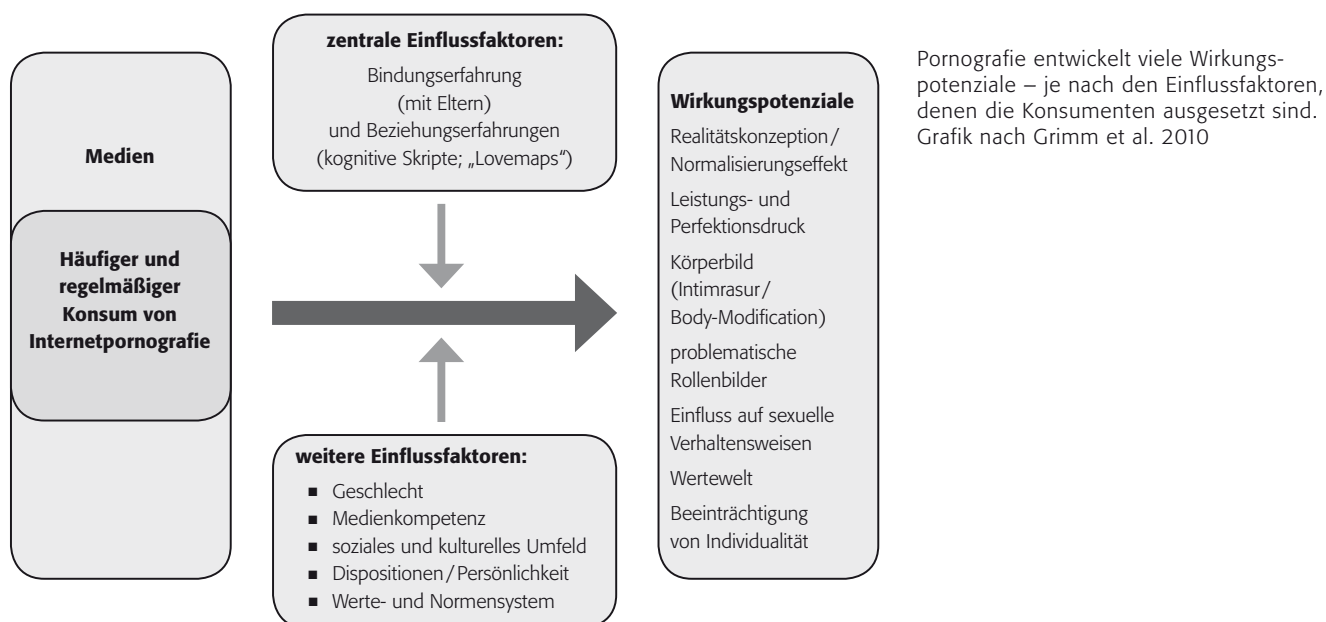 Medien
Häufiger und
regelmäßiger
Konsum von
Internetpornografie
zentrale Einflussfaktoren:
Bindungserfahrung
(mit Eltern)
und Beziehungserfahrungen
(kognitive Skripte; „Lovemaps“)
weitere Einflussfaktoren:
▪ Geschlecht
▪ Medienkompetenz
▪ soziales und kulturelles Umfeld
▪ Dispositionen/Persönlichkeit
▪ Werte- und Normensystem
Wirkungspotenziale
Realitätskonzeption/
Normalisierungseffekt
Leistungs- und
Perfektionsdruck
Körperbild
(Intimrasur/
Body-Modification)
problematische
Rollenbilder
Einfluss auf sexuelle
Verhaltensweisen
Wertewelt
Beeinträchtigung
von Individualität
Pornografie entwickelt viele Wirkungs-
potenziale – je nach den Einflussfaktoren,
denen die Konsumenten ausgesetzt sind.
Grafik nach Grimm et al. 2010